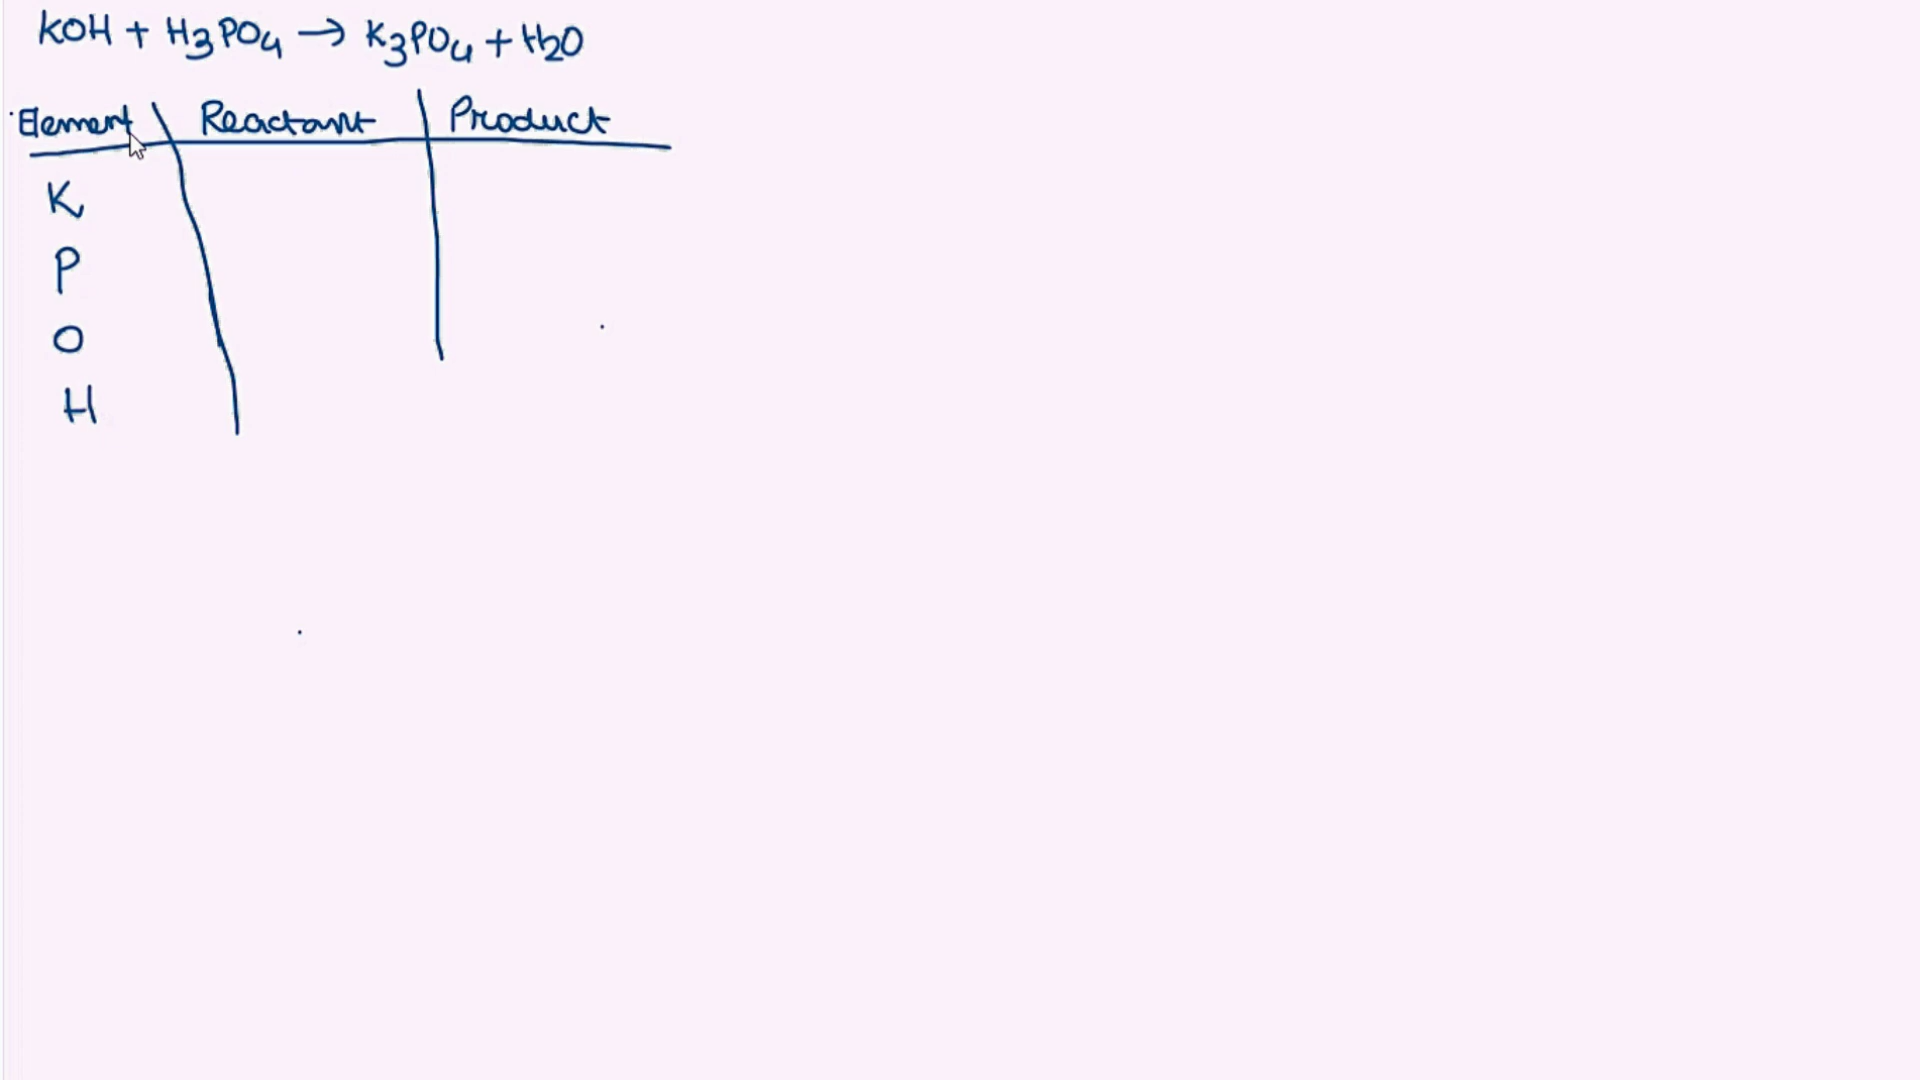 KOH + H3PO4 → K3PO4 + H2O
Element Reactant Product
K
P
O
H